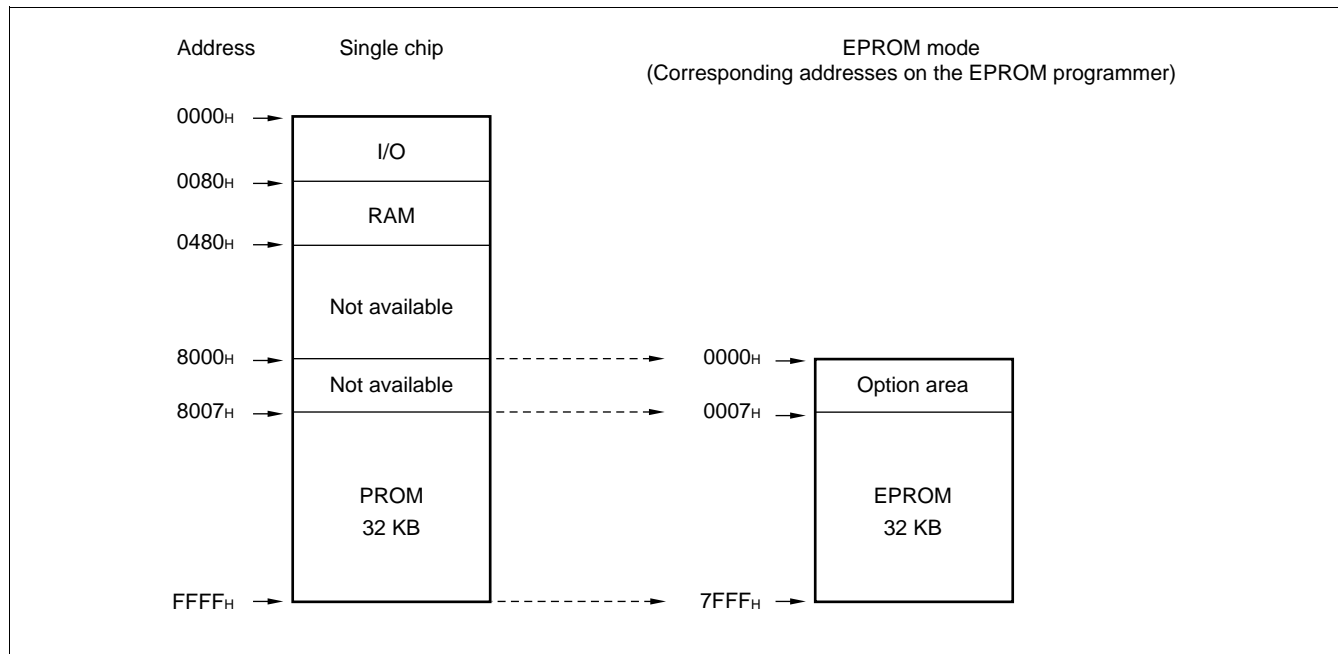 Address Single chip EPROM mode
(Corresponding addresses on the EPROM programmer)
0000H
I/O
0080H
RAM
0480H
Not available
8000H 0000H
Not available Option area
8007H 0007H
PROM EPROM
32 KB 32 KB
FFFFH 7FFFH